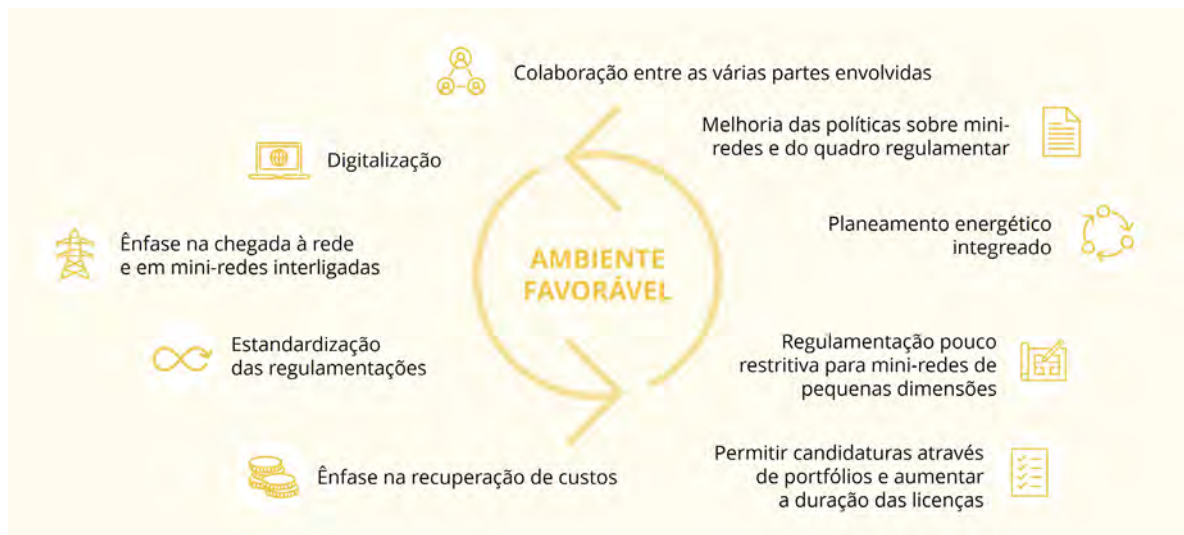 Colaboração entre as várias partes envolvidas
Melhoria das políticas sobre mini-
redes e do quadro regulamentar
Digitalização
Planeamento energético
integreado
Ênfase na chegada à rede
e em mini-redes interligadas
AMBIENTE
FAVORÁVEL
Estandardização
das regulamentações
Regulamentação pouco
restritiva para mini-redes de
pequenas dimensões
Ênfase na recuperação de custos
Permitir candidaturas através
de portfólios e aumentar
a duração das licenças